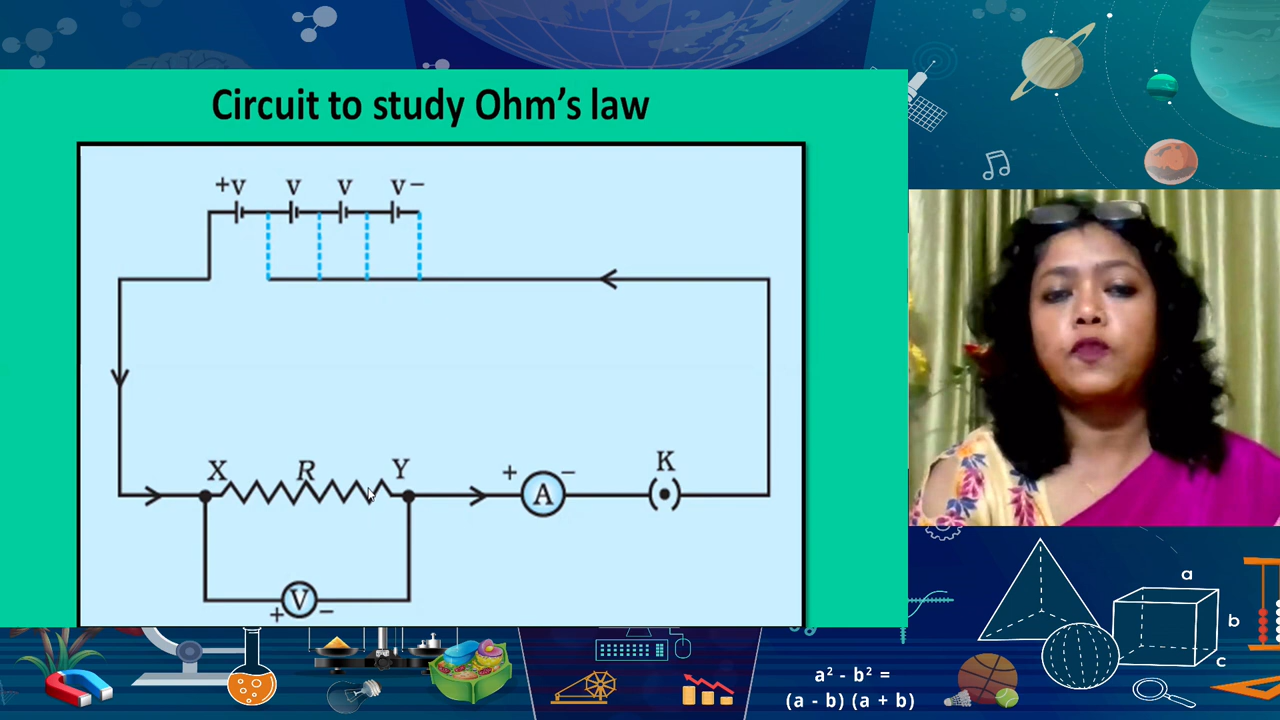 Circuit to study Ohm's law
+v v v v−
X R Y
+ A −
K
+ V −
a
b
c
a² - b² =
(a - b) (a + b)